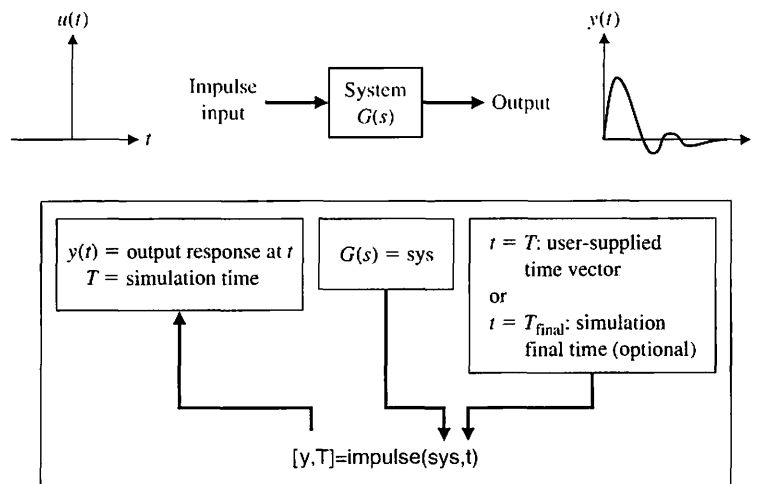 u(t)
y(t)
Impulse
input
System
G(s)
Output
t
y(t) = output response at t
T = simulation time
G(s) = sys
t = T: user-supplied
time vector
or
t = T_final: simulation
final time (optional)
[y,T]=impulse(sys,t)